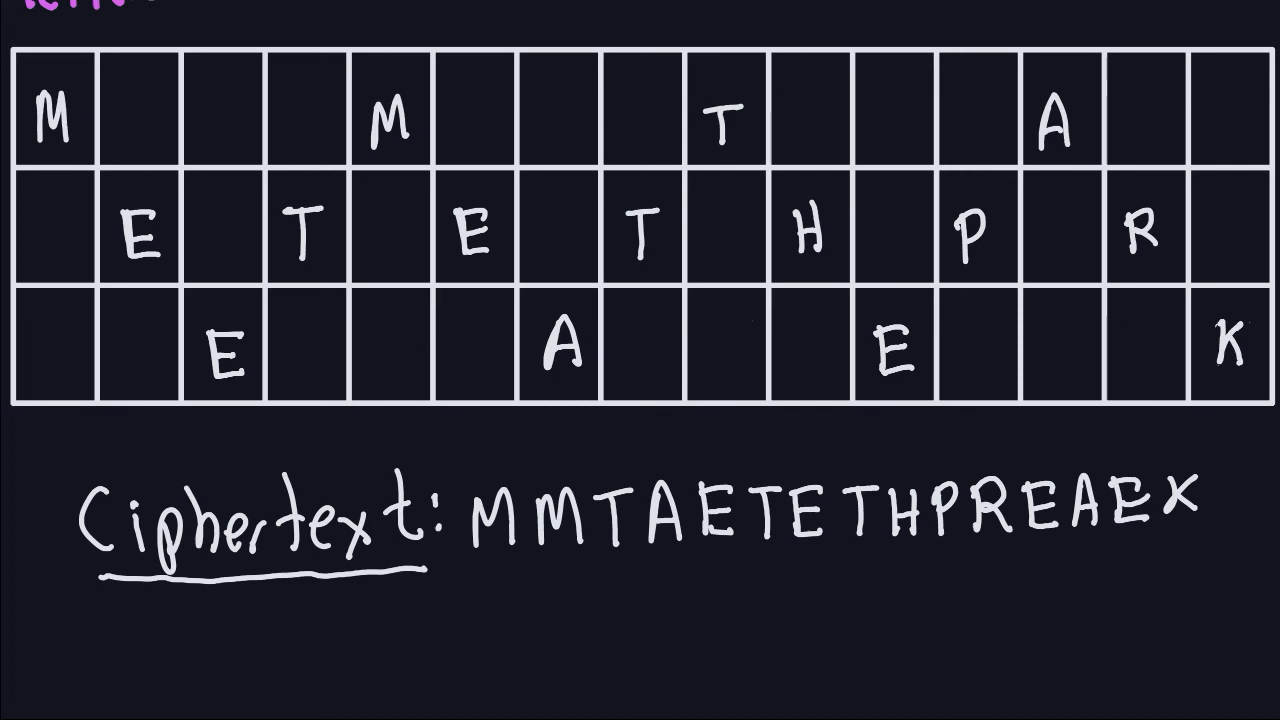 M M T A
E T E T H P R
E A E K
Ciphertext: MMTAETETHPREAEK